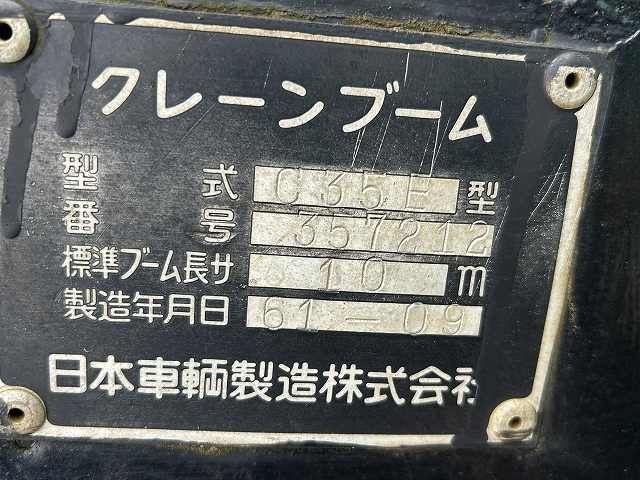 クレーンブーム
型式 C35E 型
番号 357212
標準ブーム長サ 10 m
製造年月日 61-09
日本車輌製造株式会社